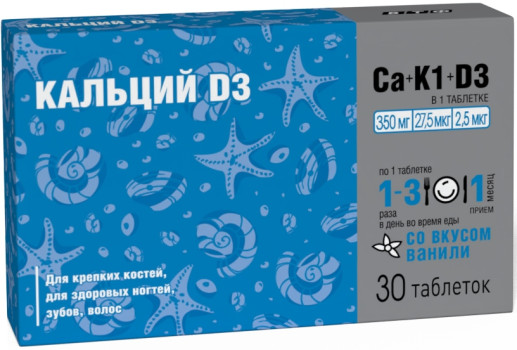 КАЛЬЦИЙ D3
КАЛЬЦИЙ D3
Ca+K1+D3
В 1 ТАБЛЕТКЕ
350 мг 27,5 мкг 2,5 мкг
по 1 таблетке
1-3 1 месяц
раза прием
в день во время еды
СО ВКУСОМ
ВАНИЛИ
30 таблеток
Для крепких костей,
для здоровых ногтей,
зубов, волос